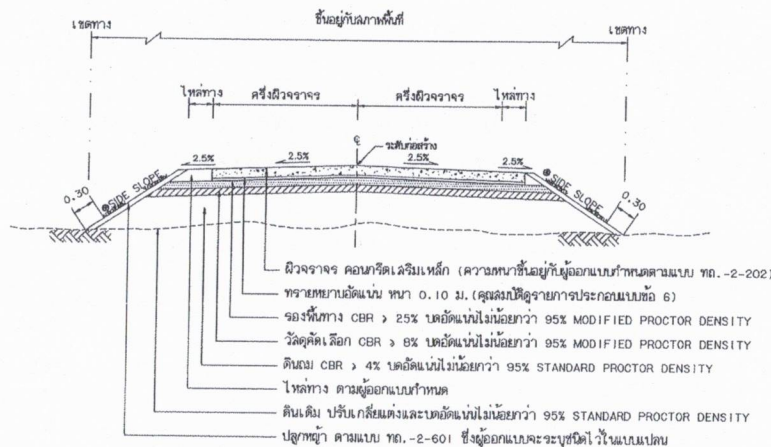 ขึ้นอยู่กับสภาพพื้นที่
เขตทาง
เขตทาง
ไหล่ทาง
ครึ่งผิวจราจร
ครึ่งผิวจราจร
ไหล่ทาง
℄
ระดับก่อสร้าง
2.5%
2.5%
2.5%
2.5%
0.30
SIDE SLOPE
SIDE SLOPE
0.30
ผิวจราจร คอนกรีตเสริมเหล็ก (ความหนาขึ้นอยู่กับผู้ออกแบบกำหนดตามแบบ ทถ.-2-202)
ทรายหยาบอัดแน่น หนา 0.10 ม.(คุณสมบัติดูรายการประกอบแบบข้อ 6)
รองพื้นทาง CBR > 25% บดอัดแน่นไม่น้อยกว่า 95% MODIFIED PROCTOR DENSITY
วัสดุคัดเลือก CBR > 8% บดอัดแน่นไม่น้อยกว่า 95% MODIFIED PROCTOR DENSITY
ดินถม CBR > 4% บดอัดแน่นไม่น้อยกว่า 95% STANDARD PROCTOR DENSITY
ไหล่ทาง ตามผู้ออกแบบกำหนด
ดินเดิม ปรับเกลี่ยแต่งและบดอัดแน่นไม่น้อยกว่า 95% STANDARD PROCTOR DENSITY
ปลูกหญ้า ตามแบบ ทถ.-2-601 ซึ่งผู้ออกแบบจะระบุชนิดไว้ในแบบแปลน